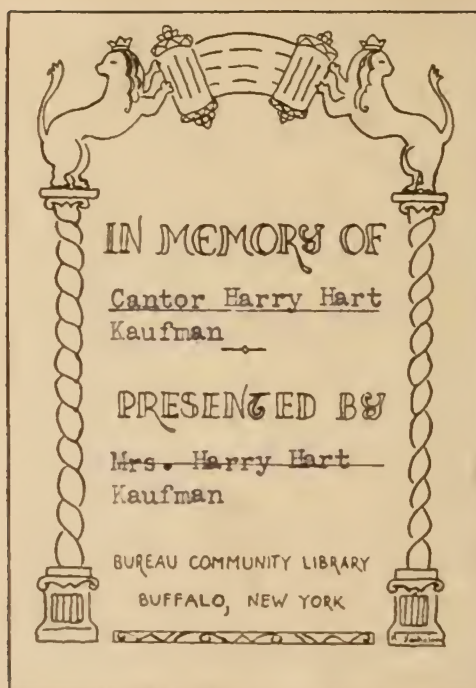 IN MEMORY OF
Cantor Harry Hart
Kaufman
PRESENTED BY
Mrs. Harry Hart
Kaufman
BUREAU COMMUNITY LIBRARY
BUFFALO, NEW YORK